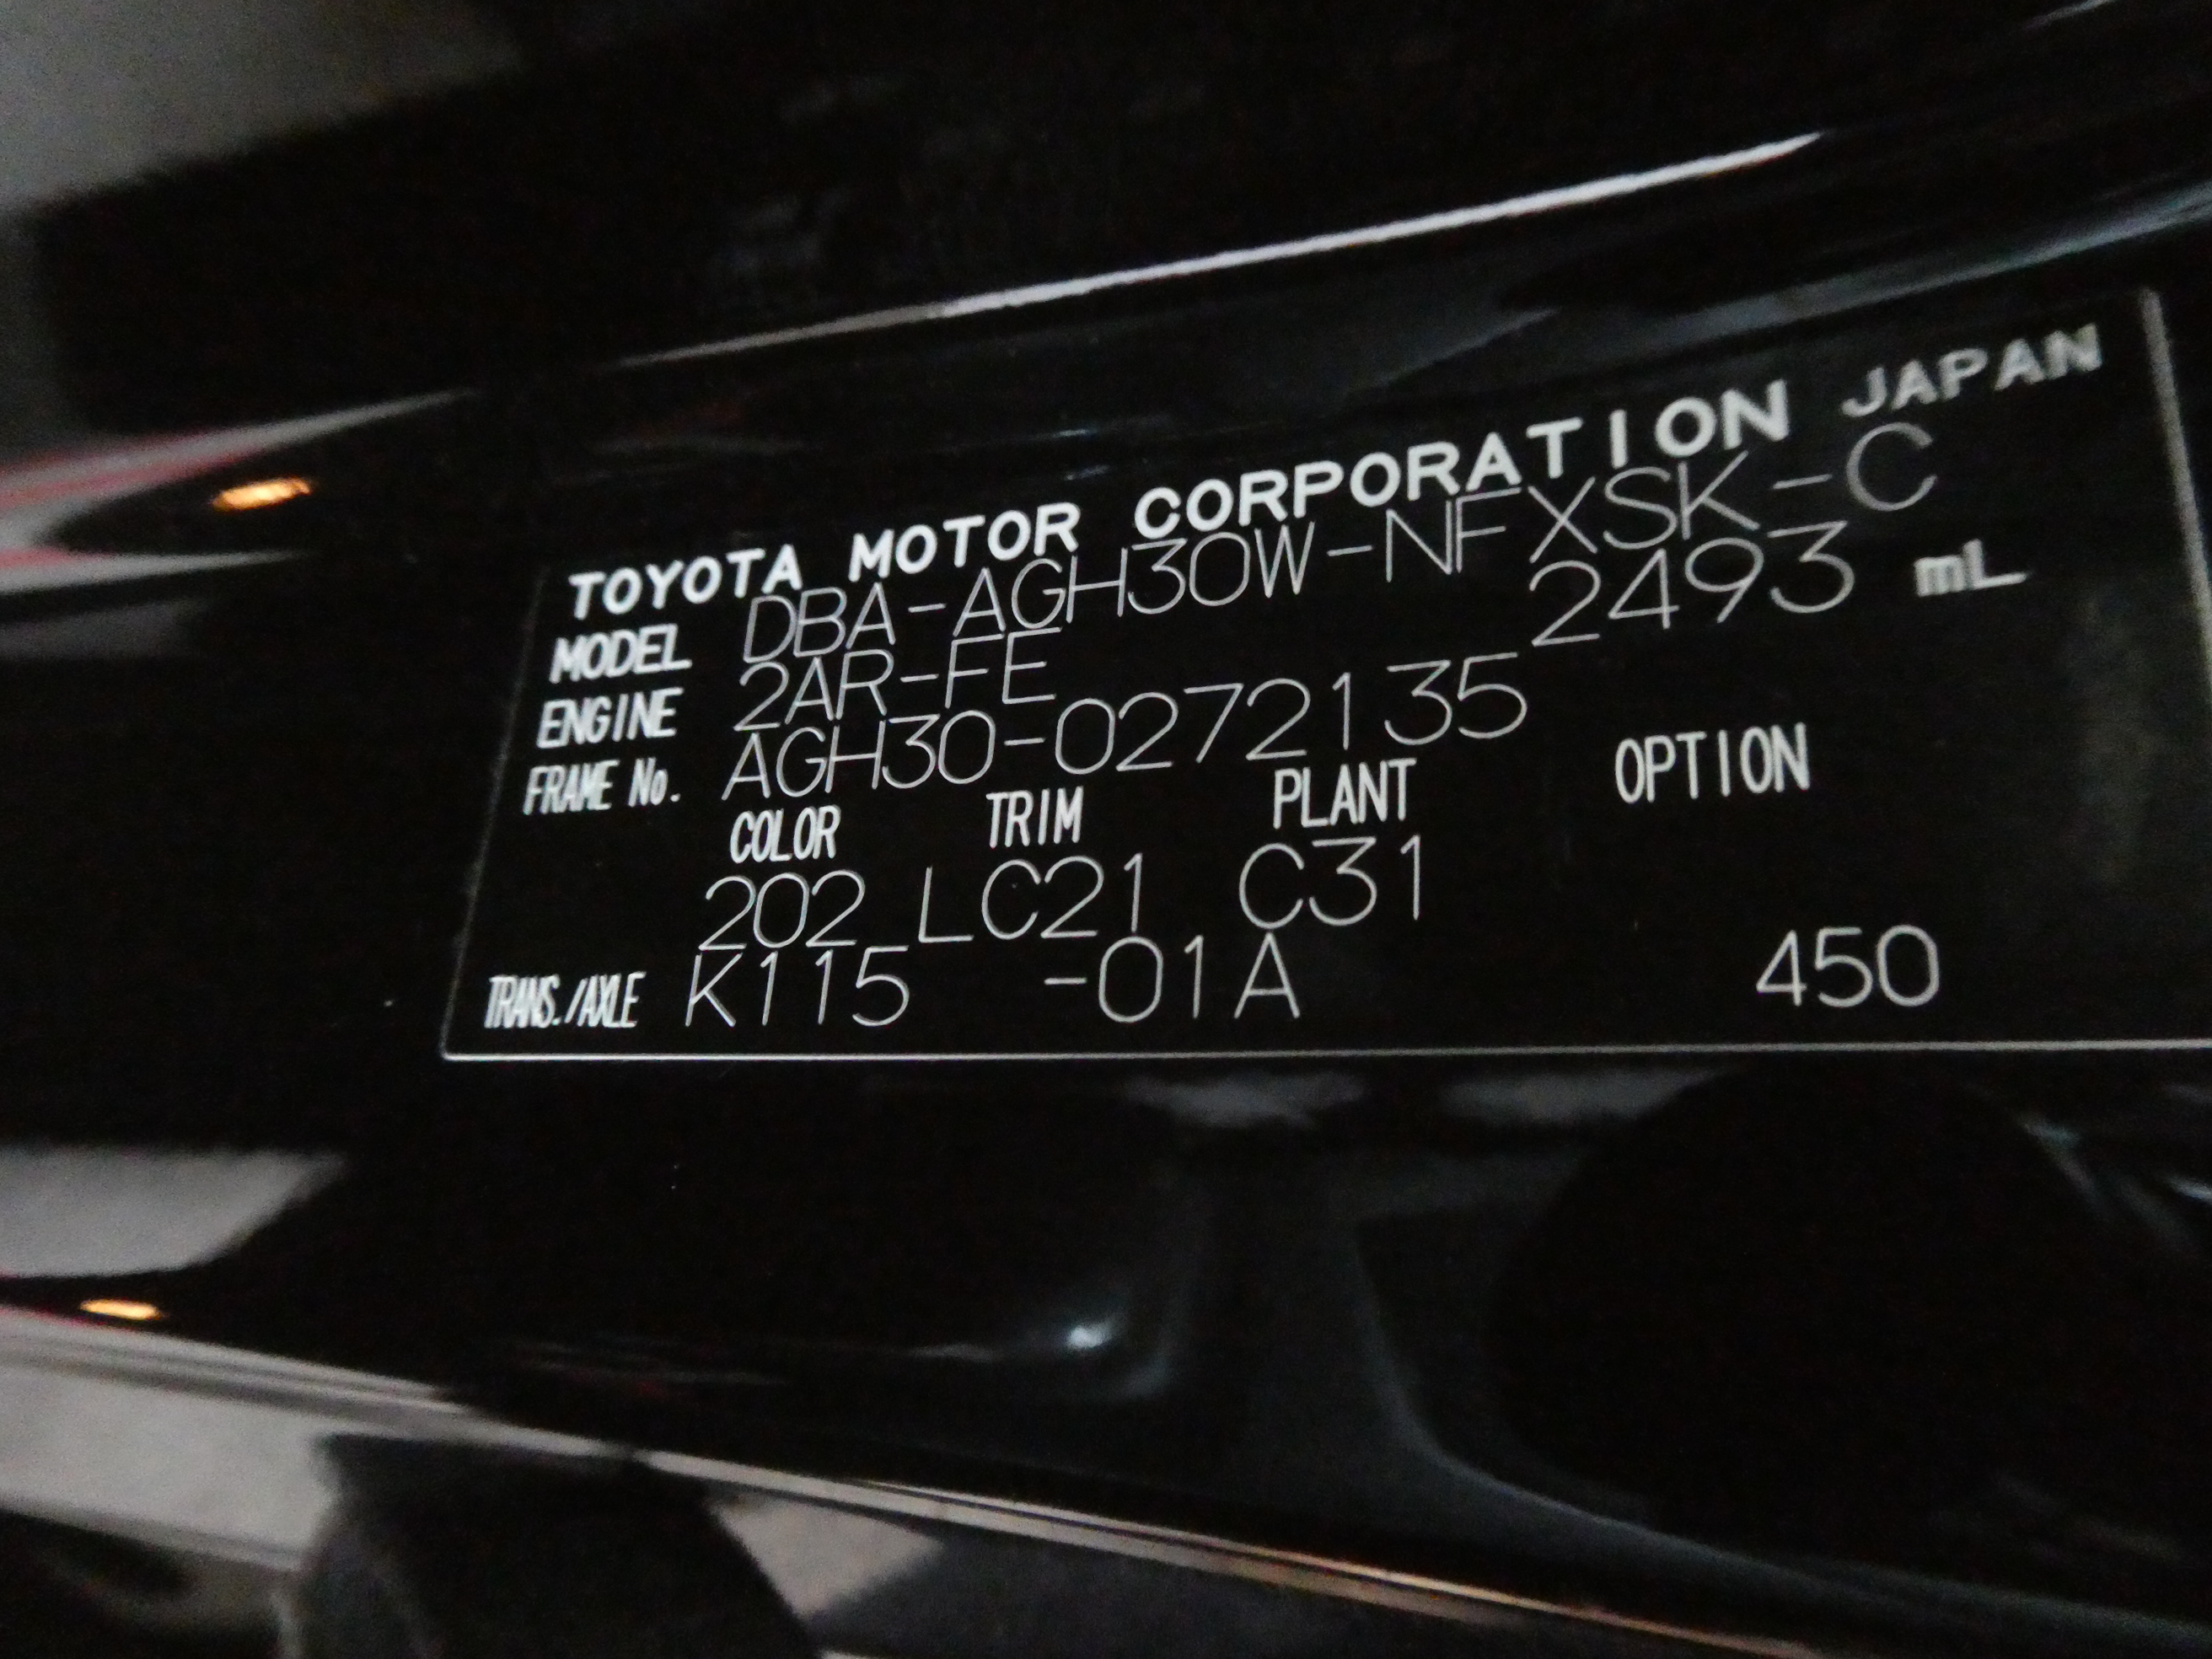 TOYOTA MOTOR CORPORATION JAPAN
MODEL DBA-AGH30W-NFXSK-C
ENGINE 2AR-FE 2493 mL
FRAME No. AGH30-0272135
COLOR TRIM PLANT OPTION
202 LC21 C31
TRANS./AXLE K115 -01A 450